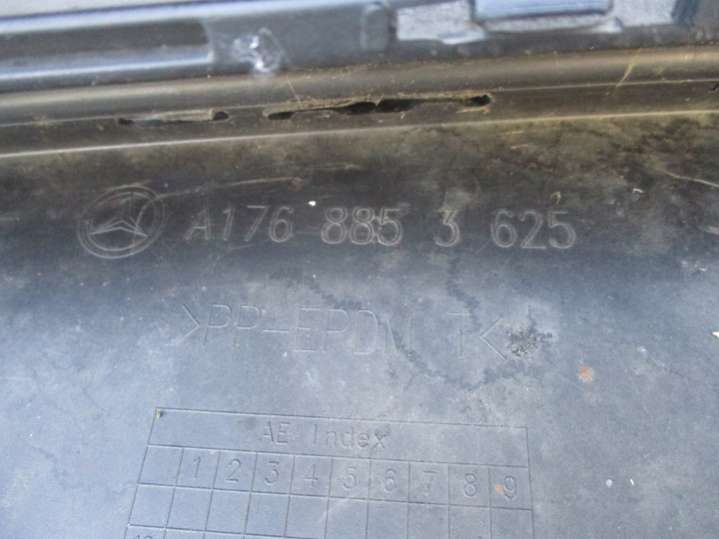 A176 885 3 625
>PP-EPDM T<
AE Index
1 2 3 4 5 6 7 8 9